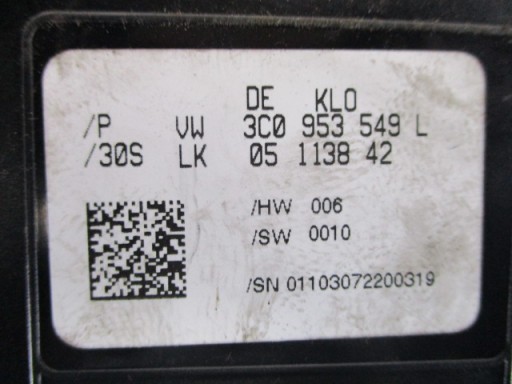 DE KLO
/P VW 3C0 953 549 L
/30S LK 05 1138 42
/HW 006
/SW 0010
/SN 01103072200319